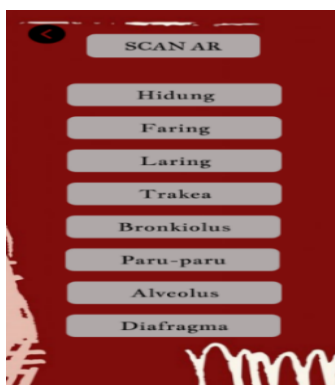 SCAN AR
Hidung
Faring
Laring
Trakea
Bronkiolus
Paru-paru
Alveolus
Diafragma